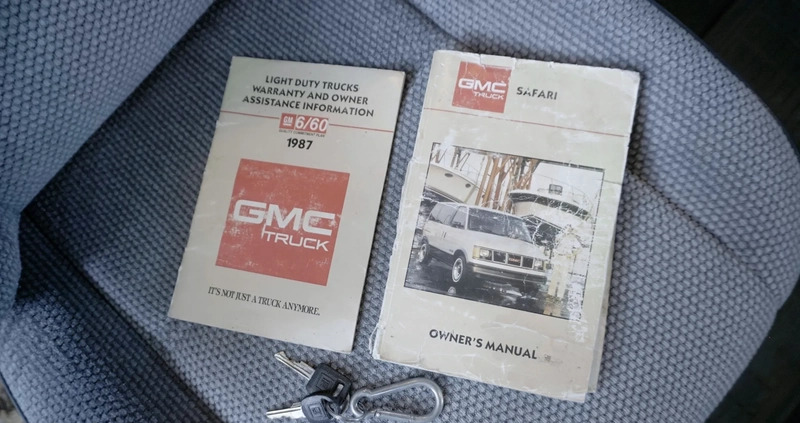 LIGHT DUTY TRUCKS
WARRANTY AND OWNER
ASSISTANCE INFORMATION
GM 6/60
1987
GMC
TRUCK
IT'S NOT JUST A TRUCK ANYMORE.
GMC
TRUCK
SAFARI
OWNER'S MANUAL